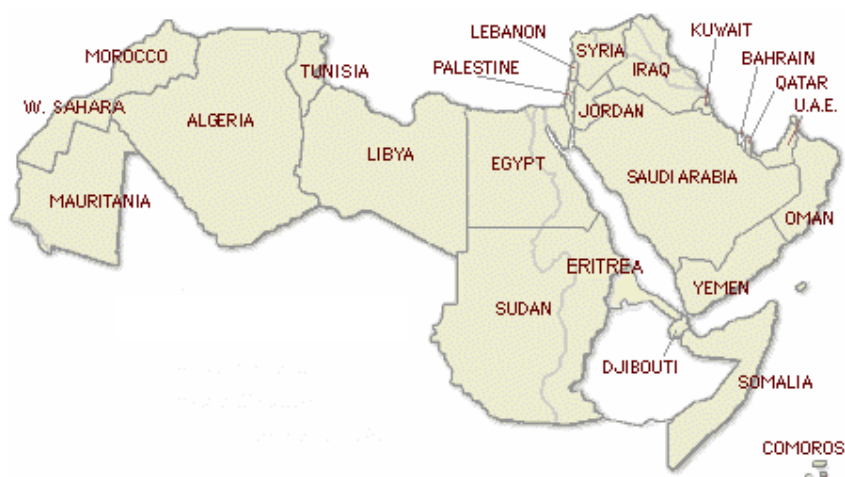 LEBANON
KUWAIT
MOROCCO
SYRIA
BAHRAIN
TUNISIA
PALESTINE
IRAQ
QATAR
W. SAHARA
ALGERIA
JORDAN
U.A.E.
LIBYA
EGYPT
SAUDI ARABIA
MAURITANIA
OMAN
ERITREA
YEMEN
SUDAN
DJIBOUTI
SOMALIA
COMOROS